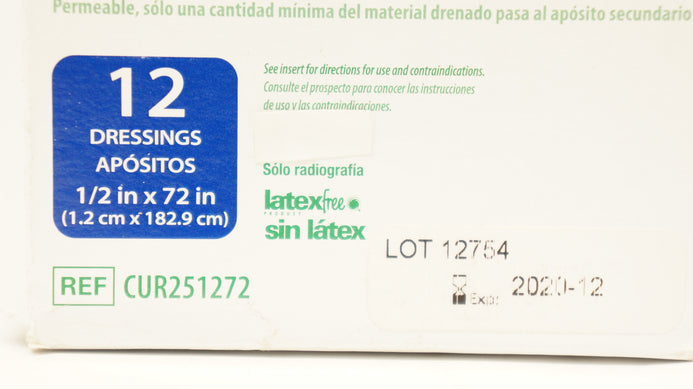 Permeable, sólo una cantidad mínima del material drenado pasa al apósito secundario
12
DRESSINGS
APÓSITOS
1/2 in x 72 in
(1.2 cm x 182.9 cm)
See insert for directions for use and contraindications.
Consulte el prospecto para conocer las instrucciones
de uso y las contraindicaciones.
Sólo radiografía
latexfree
PRODUCT
sin látex
REF CUR251272
LOT 12754
Exp: 2020-12